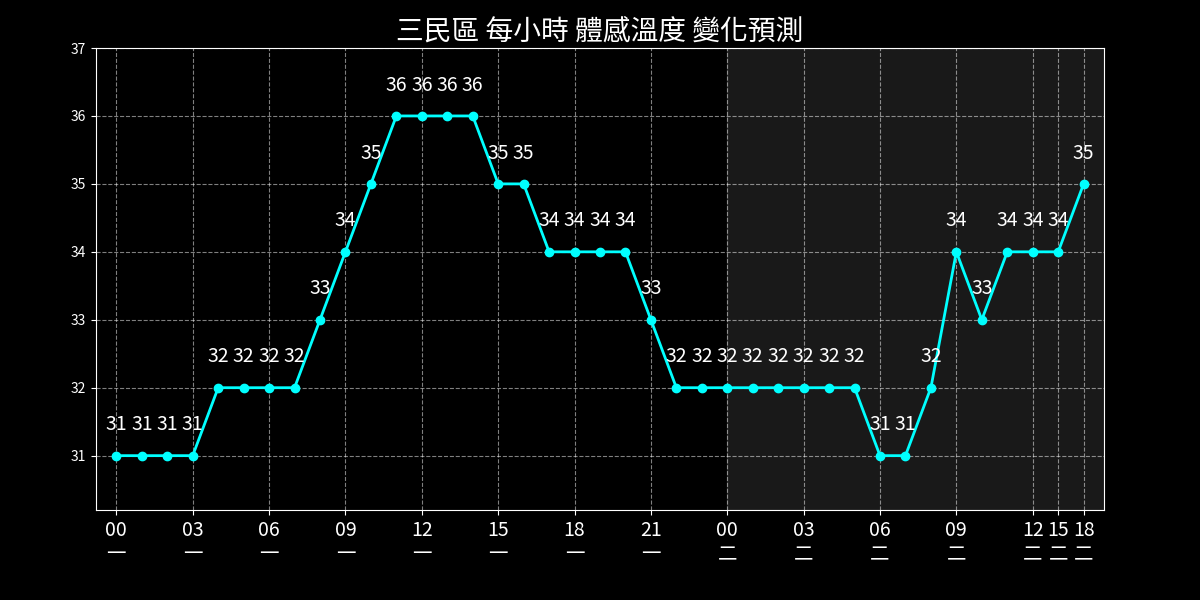 三民區 每小時 體感溫度 變化預測
37
36 36 36 36
36
35 35 35 35
35
34 34 34 34 34 34 34 34 34
34
33 33 33
33
32 32 32 32 32 32 32 32 32 32 32 32 32
32
31 31 31 31 31 31
31
00 03 06 09 12 15 18 21 00 03 06 09 12 15 18
一 一 一 一 一 一 一 一 二 二 二 二 二 二 二